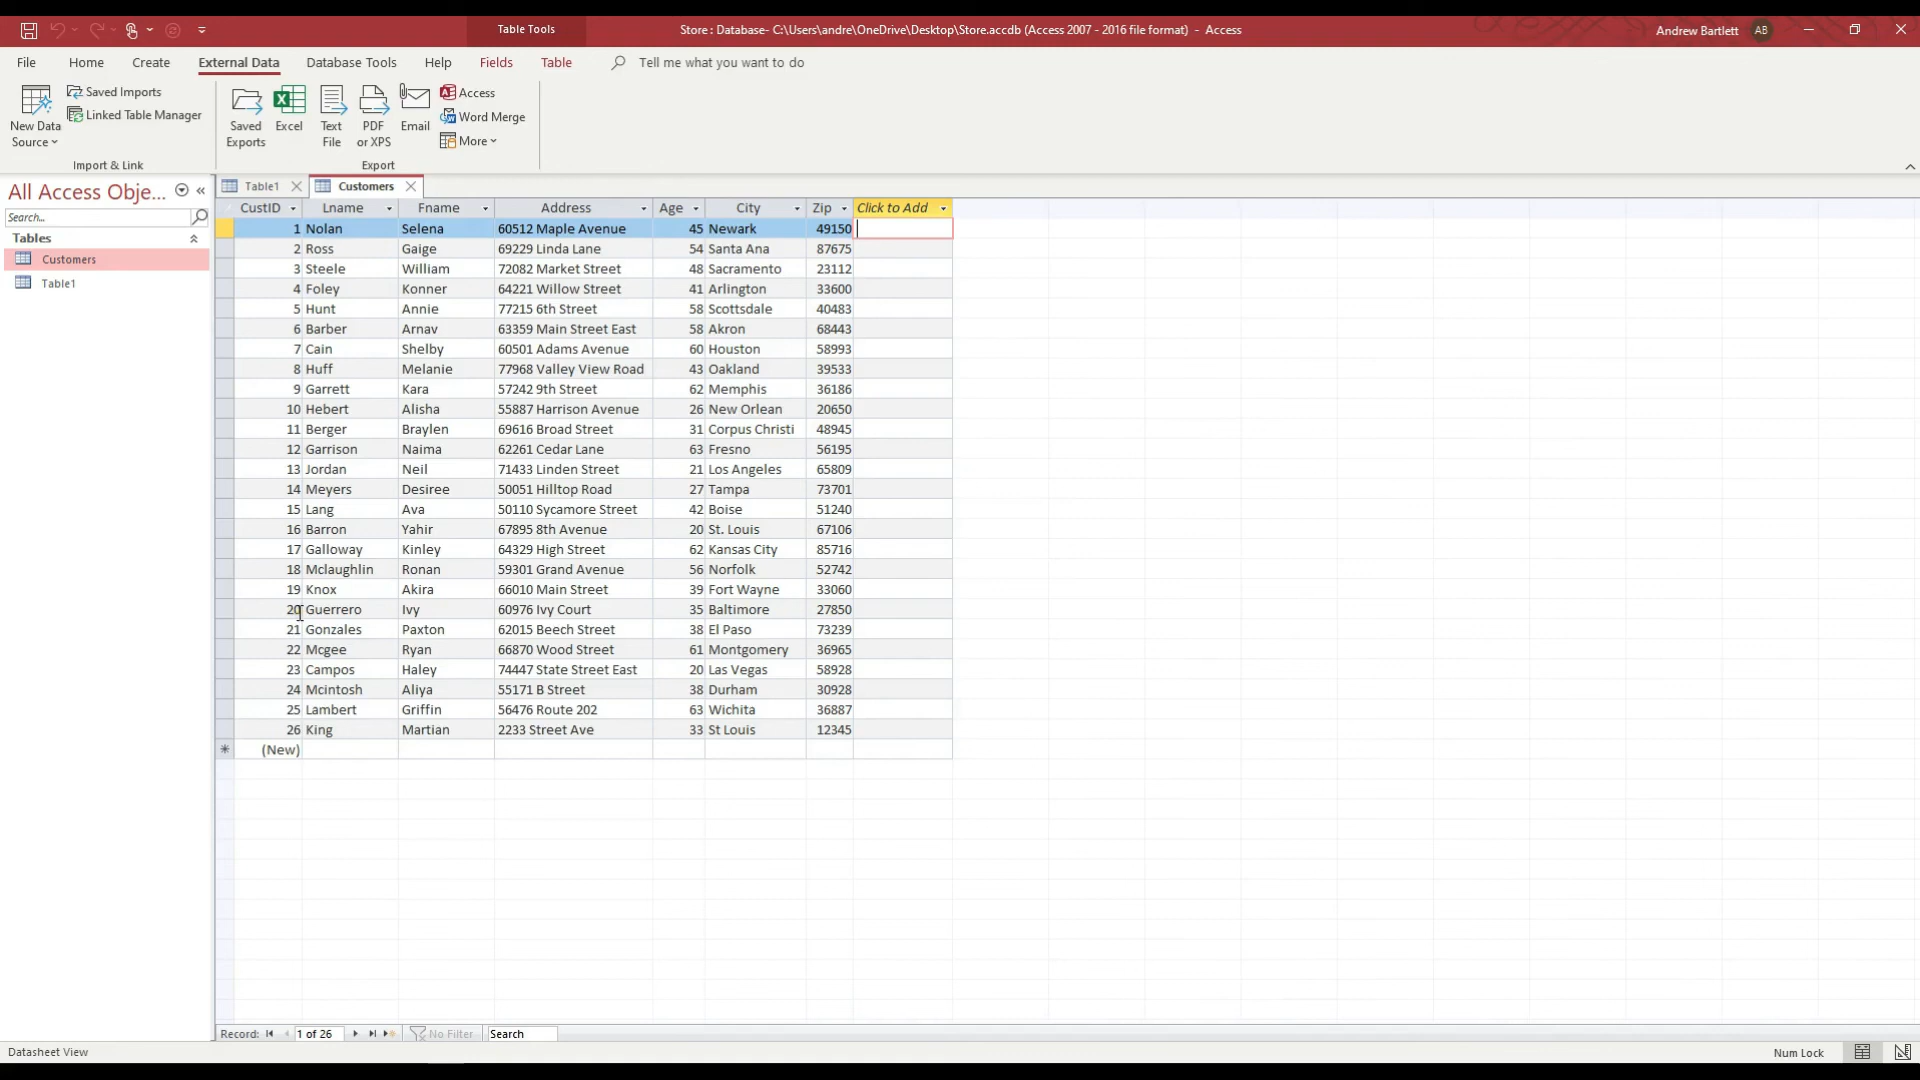 Table Tools
Store : Database- C:\Users\andre\OneDrive\Desktop\Store.accdb (Access 2007 - 2016 file format) - Access
Andrew Bartlett AB
File Home Create External Data Database Tools Help Fields Table Tell me what you want to do
New Data Source
Saved Imports
Linked Table Manager
Import & Link
Saved Exports
Excel
Text File
PDF or XPS
Email
Access
Word Merge
More
Export
All Access Obje...
Search...
Tables
Customers
Table1
Table1 Customers
CustID Lname Fname Address Age City Zip Click to Add
1 Nolan Selena 60512 Maple Avenue 45 Newark 49150
2 Ross Gaige 69229 Linda Lane 54 Santa Ana 87675
3 Steele William 72082 Market Street 48 Sacramento 23112
4 Foley Konner 64221 Willow Street 41 Arlington 33600
5 Hunt Annie 77215 6th Street 58 Scottsdale 40483
6 Barber Arnav 63359 Main Street East 58 Akron 68443
7 Cain Shelby 60501 Adams Avenue 60 Houston 58993
8 Huff Melanie 77968 Valley View Road 43 Oakland 39533
9 Garrett Kara 57242 9th Street 62 Memphis 36186
10 Hebert Alisha 55887 Harrison Avenue 26 New Orlean 20650
11 Berger Braylen 69616 Broad Street 31 Corpus Christi 48945
12 Garrison Naima 62261 Cedar Lane 63 Fresno 56195
13 Jordan Neil 71433 Linden Street 21 Los Angeles 65809
14 Meyers Desiree 50051 Hilltop Road 27 Tampa 73701
15 Lang Ava 50110 Sycamore Street 42 Boise 51240
16 Barron Yahir 67895 8th Avenue 20 St. Louis 67106
17 Galloway Kinley 64329 High Street 62 Kansas City 85716
18 Mclaughlin Ronan 59301 Grand Avenue 56 Norfolk 52742
19 Knox Akira 66010 Main Street 39 Fort Wayne 33060
20 Guerrero Ivy 60976 Ivy Court 35 Baltimore 27850
21 Gonzales Paxton 62015 Beech Street 38 El Paso 73239
22 Mcgee Ryan 66870 Wood Street 61 Montgomery 36965
23 Campos Haley 74447 State Street East 20 Las Vegas 58928
24 Mcintosh Aliya 55171 B Street 38 Durham 30928
25 Lambert Griffin 56476 Route 202 63 Wichita 36887
26 King Martian 2233 Street Ave 33 St Louis 12345
(New)
Record: 1 of 26 No Filter Search
Datasheet View Num Lock